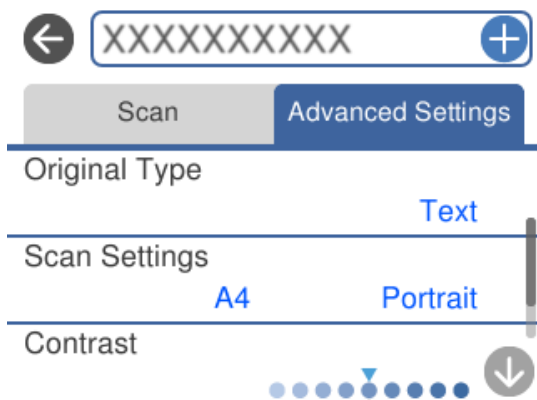 XXXXXXXXXX
Scan Advanced Settings
Original Type
Text
Scan Settings
A4 Portrait
Contrast